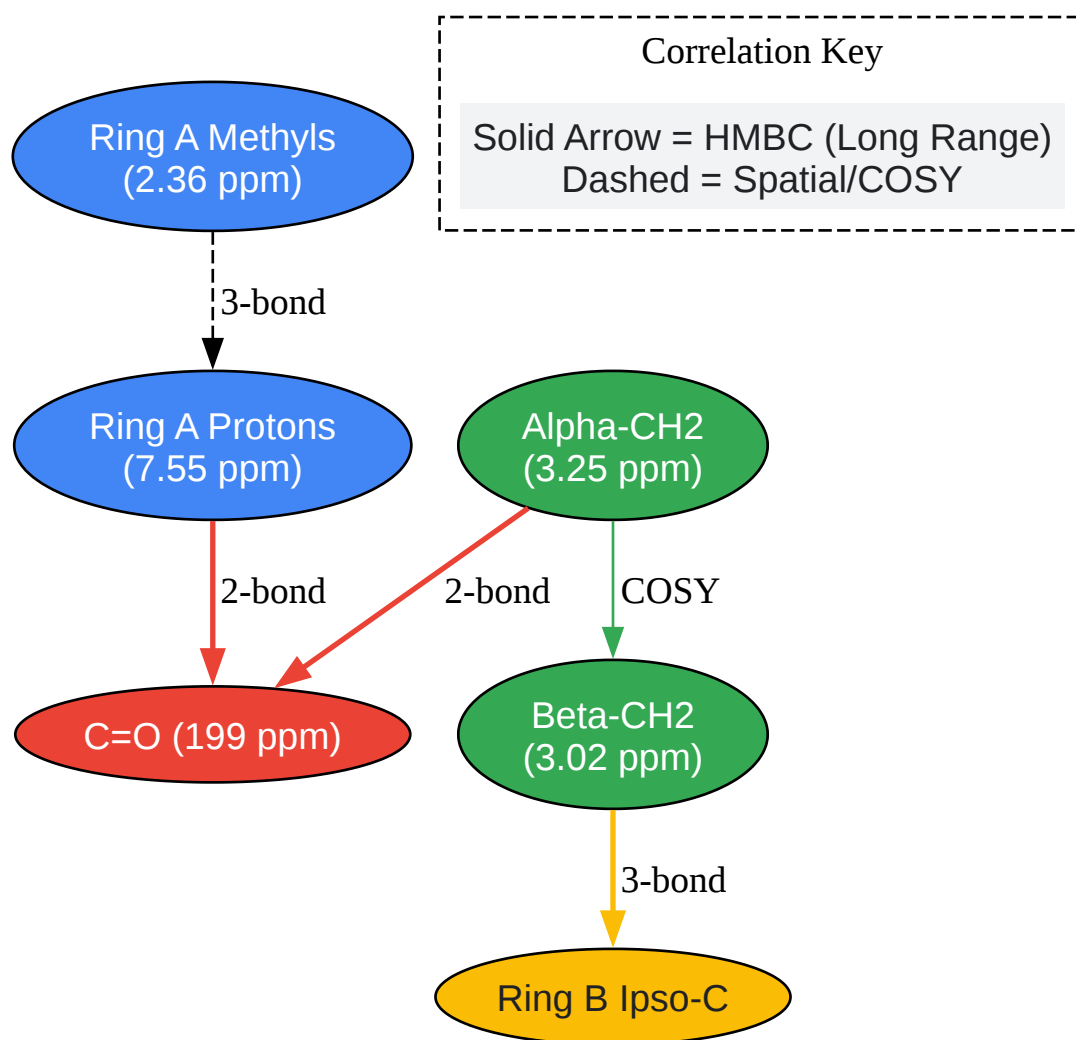 Correlation Key
Solid Arrow = HMBC (Long Range)
Dashed = Spatial/COSY
Ring A Methyls
(2.36 ppm)
3-bond
Ring A Protons
(7.55 ppm)
Alpha-CH2
(3.25 ppm)
2-bond
2-bond
COSY
C=O (199 ppm)
Beta-CH2
(3.02 ppm)
3-bond
Ring B Ipso-C